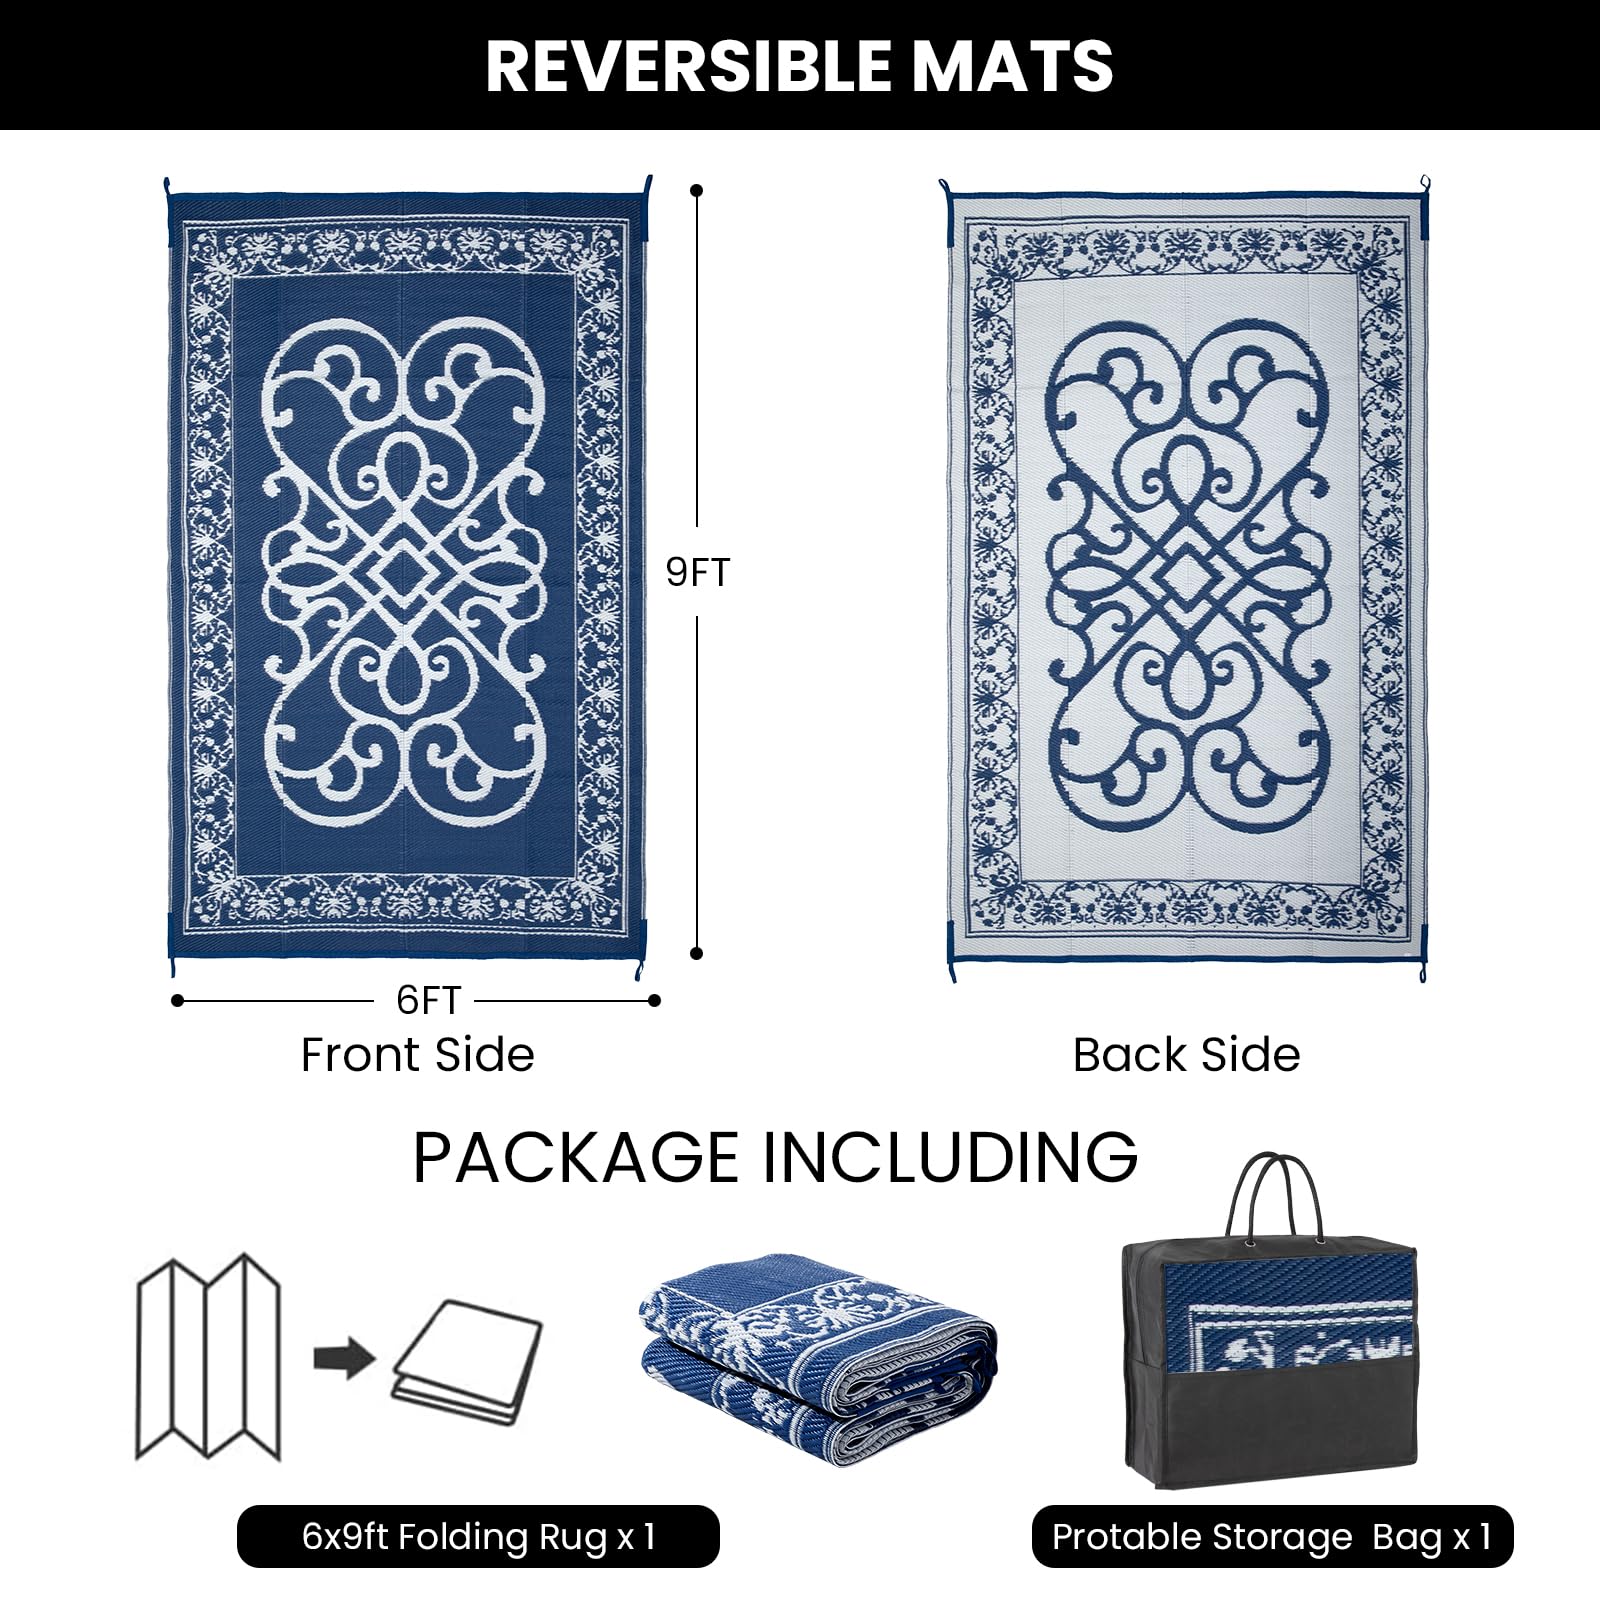 REVERSIBLE MATS
9FT
6FT
Front Side
Back Side
PACKAGE INCLUDING
6x9ft Folding Rug x 1
Protable Storage  Bag x 1